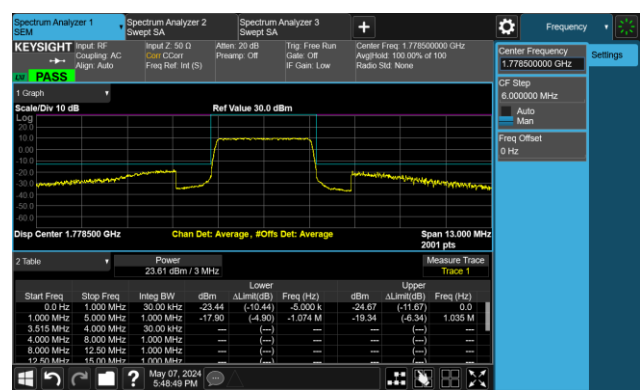 Spectrum Analyzer 1
SEM
Spectrum Analyzer 2
Swept SA
Spectrum Analyzer 3
Swept SA
Frequency
KEYSIGHT
Input: RF
Coupling: AC
Align: Auto
Input Z: 50 Ω
Corr CCorr
Freq Ref: Int (S)
Atten: 20 dB
Preamp: Off
Trig: Free Run
Gate: Off
IF Gain: Low
Center Freq: 1.778500000 GHz
Avg|Hold: 100.00% of 100
Radio Std: None
PASS
Center Frequency
1.778500000 GHz
Settings
CF Step
6.000000 MHz
Auto
Man
Freq Offset
0 Hz
1 Graph
Scale/Div 10 dB
Ref Value 30.0 dBm
Log
20.0
10.0
0.00
-10.0
-20.0
-30.0
-40.0
-50.0
-60.0
Disp Center 1.778500 GHz
Chan Det: Average, #Offs Det: Average
Span 13.000 MHz
2001 pts
2 Table
Power
23.61 dBm / 3 MHz
Measure Trace
Trace 1
Lower Upper
Start Freq Stop Freq Integ BW dBm ΔLimit(dB) Freq (Hz) dBm ΔLimit(dB) Freq (Hz)
0.0 Hz 1.000 MHz 30.00 kHz -23.44 (-10.44) -5.000 k -24.67 (-11.67) 0.0
1.000 MHz 5.000 MHz 1.000 MHz -17.90 (-4.90) -1.074 M -19.34 (-6.34) 1.035 M
3.515 MHz 4.000 MHz 30.00 kHz --- (---) --- --- (---) ---
4.000 MHz 8.000 MHz 1.000 MHz --- (---) --- --- (---) ---
8.000 MHz 12.50 MHz 1.000 MHz --- (---) --- --- (---) ---
12.50 MHz 15.00 MHz 1.000 MHz --- (---) --- --- (---) ---
May 07, 2024
5:48:49 PM